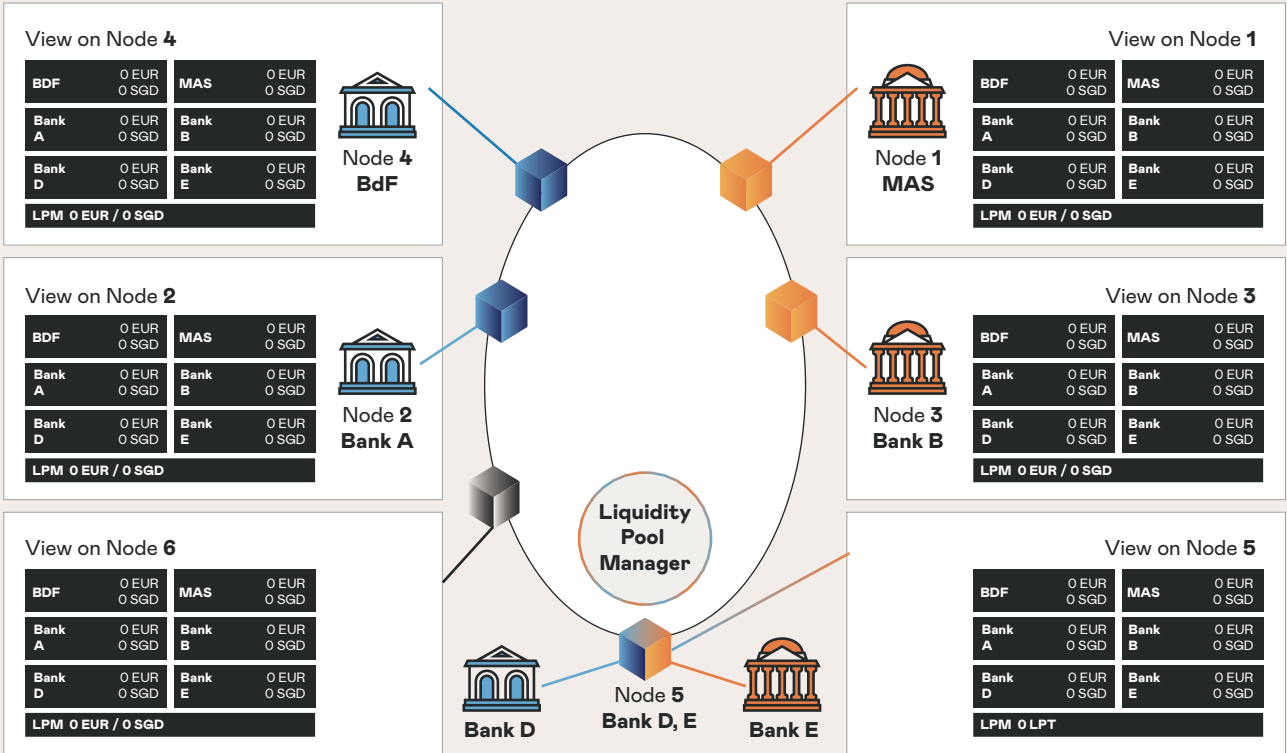 View on Node 4
BDF 0 EUR 0 SGD MAS 0 EUR 0 SGD
Bank A 0 EUR 0 SGD Bank B 0 EUR 0 SGD
Bank D 0 EUR 0 SGD Bank E 0 EUR 0 SGD
LPM 0 EUR / 0 SGD
Node 4
BdF
View on Node 1
BDF 0 EUR 0 SGD MAS 0 EUR 0 SGD
Bank A 0 EUR 0 SGD Bank B 0 EUR 0 SGD
Bank D 0 EUR 0 SGD Bank E 0 EUR 0 SGD
LPM 0 EUR / 0 SGD
Node 1
MAS
View on Node 2
BDF 0 EUR 0 SGD MAS 0 EUR 0 SGD
Bank A 0 EUR 0 SGD Bank B 0 EUR 0 SGD
Bank D 0 EUR 0 SGD Bank E 0 EUR 0 SGD
LPM 0 EUR / 0 SGD
Node 2
Bank A
View on Node 3
BDF 0 EUR 0 SGD MAS 0 EUR 0 SGD
Bank A 0 EUR 0 SGD Bank B 0 EUR 0 SGD
Bank D 0 EUR 0 SGD Bank E 0 EUR 0 SGD
LPM 0 EUR / 0 SGD
Node 3
Bank B
Liquidity
Pool
Manager
View on Node 6
BDF 0 EUR 0 SGD MAS 0 EUR 0 SGD
Bank A 0 EUR 0 SGD Bank B 0 EUR 0 SGD
Bank D 0 EUR 0 SGD Bank E 0 EUR 0 SGD
LPM 0 EUR / 0 SGD
Bank D
Node 5
Bank D, E
Bank E
View on Node 5
BDF 0 EUR 0 SGD MAS 0 EUR 0 SGD
Bank A 0 EUR 0 SGD Bank B 0 EUR 0 SGD
Bank D 0 EUR 0 SGD Bank E 0 EUR 0 SGD
LPM 0 LPT